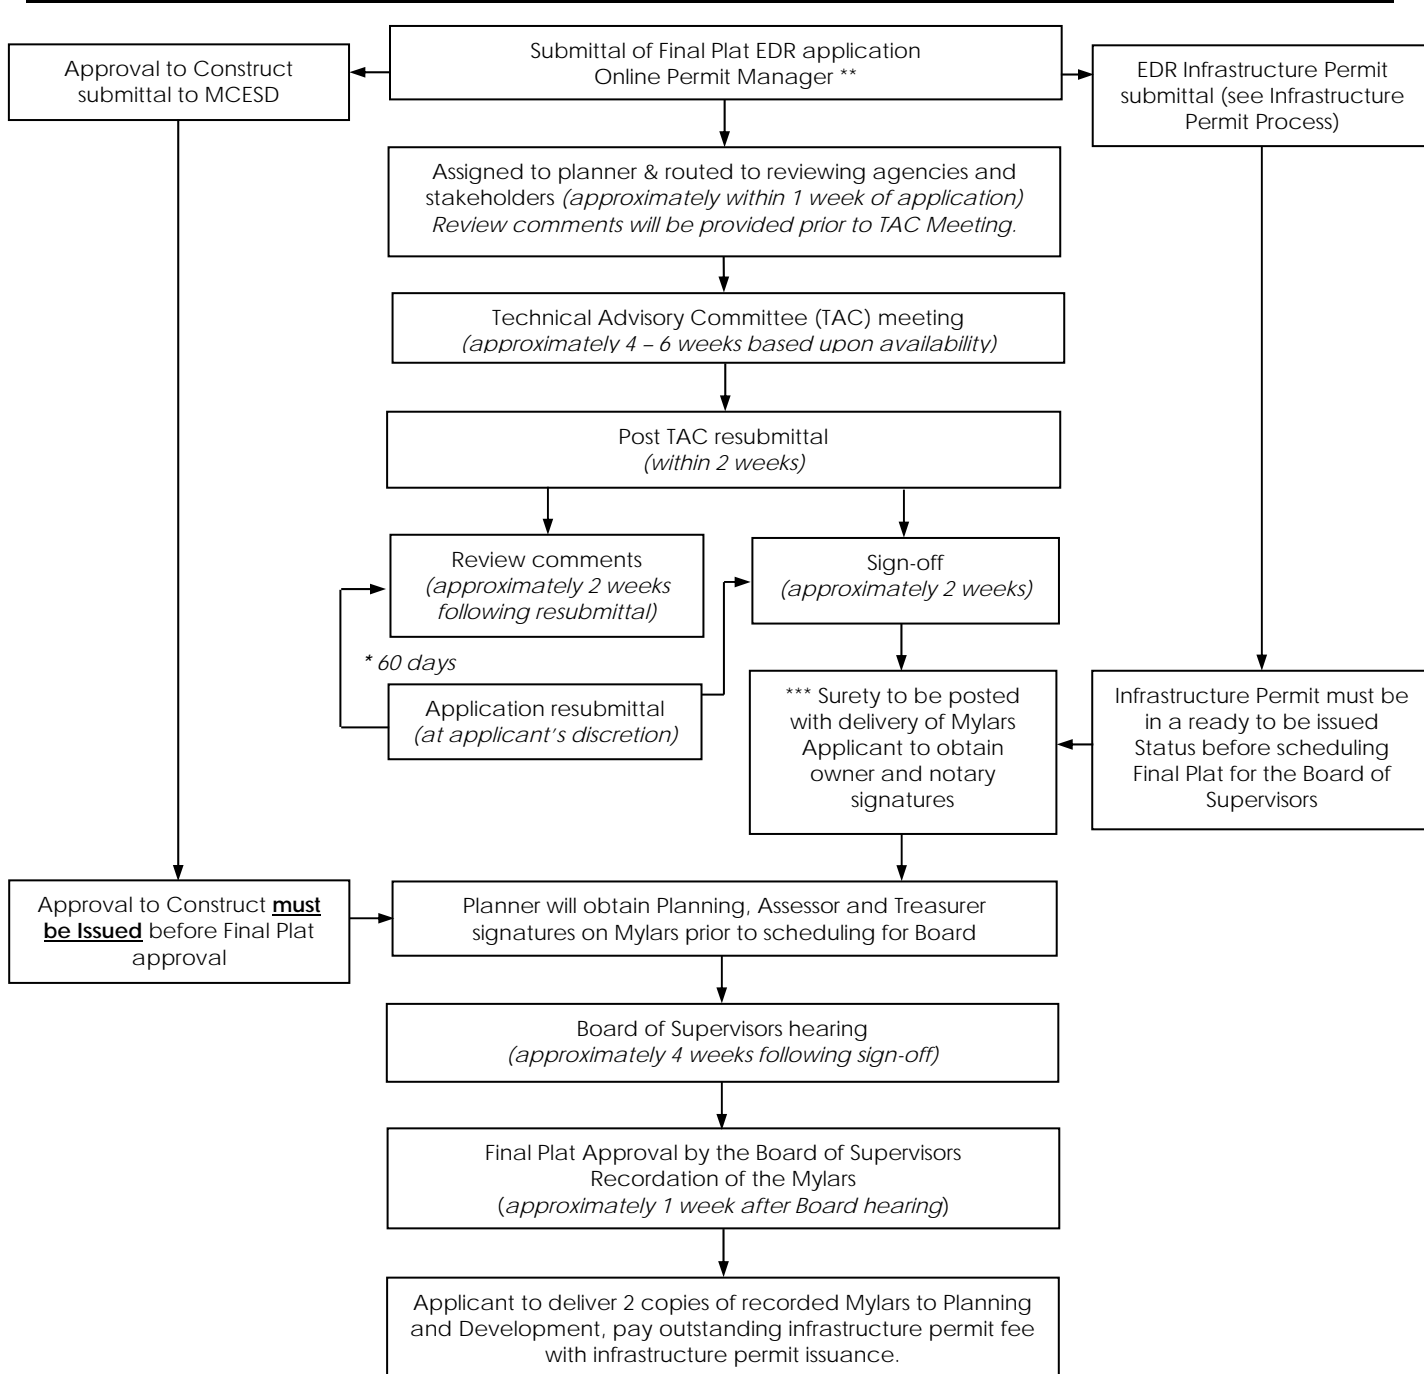 Submittal of Final Plat EDR application
Online Permit Manager **
Approval to Construct
submittal to MCESD
EDR Infrastructure Permit
submittal (see Infrastructure
Permit Process)
Assigned to planner & routed to reviewing agencies and
stakeholders (approximately within 1 week of application)
Review comments will be provided prior to TAC Meeting.
Technical Advisory Committee (TAC) meeting
(approximately 4 – 6 weeks based upon availability)
Post TAC resubmittal
(within 2 weeks)
Review comments
(approximately 2 weeks
following resubmittal)
Sign-off
(approximately 2 weeks)
* 60 days
Application resubmittal
(at applicant's discretion)
*** Surety to be posted
with delivery of Mylars
Applicant to obtain
owner and notary
signatures
Infrastructure Permit must be
in a ready to be issued
Status before scheduling
Final Plat for the Board of
Supervisors
Approval to Construct must
be Issued before Final Plat
approval
Planner will obtain Planning, Assessor and Treasurer
signatures on Mylars prior to scheduling for Board
Board of Supervisors hearing
(approximately 4 weeks following sign-off)
Final Plat Approval by the Board of Supervisors
Recordation of the Mylars
(approximately 1 week after Board hearing)
Applicant to deliver 2 copies of recorded Mylars to Planning
and Development, pay outstanding infrastructure permit fee
with infrastructure permit issuance.